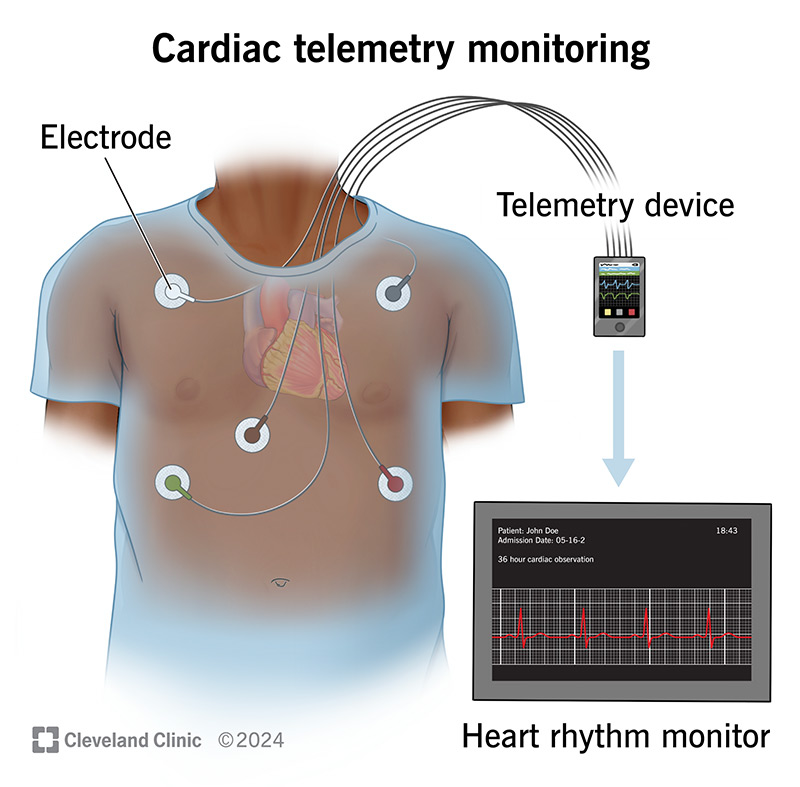 Cardiac telemetry monitoring
Electrode
Telemetry device
Patient: John Doe
18:43
Admission Date: 05-16-2
36 hour cardiac observation
Heart rhythm monitor
Cleveland Clinic ©2024